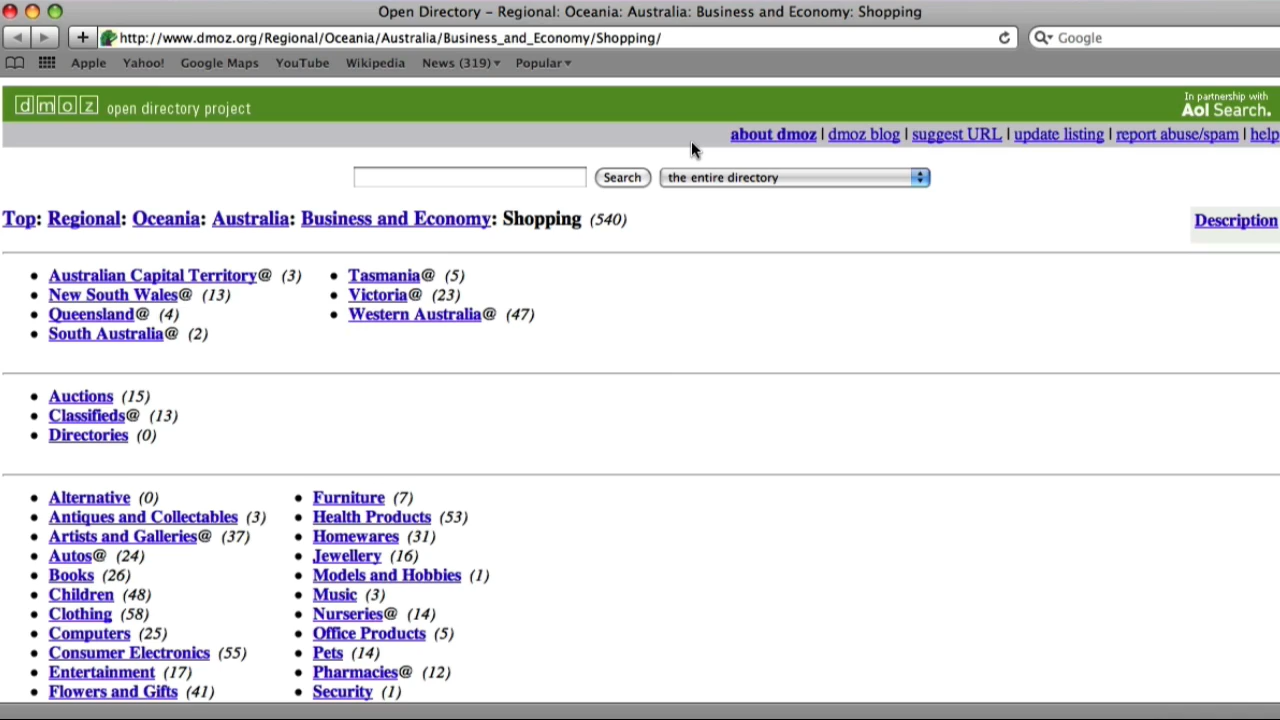 Open Directory – Regional: Oceania: Australia: Business and Economy: Shopping
http://www.dmoz.org/Regional/Oceania/Australia/Business_and_Economy/Shopping/
Google
Apple Yahoo! Google Maps YouTube Wikipedia News (319) Popular
dmoz open directory project
In partnership with
Aol Search.
about dmoz | dmoz blog | suggest URL | update listing | report abuse/spam | help
Search the entire directory
Top: Regional: Oceania: Australia: Business and Economy: Shopping (540)
Description
Australian Capital Territory@ (3)
New South Wales@ (13)
Queensland@ (4)
South Australia@ (2)
Tasmania@ (5)
Victoria@ (23)
Western Australia@ (47)
Auctions (15)
Classifieds@ (13)
Directories (0)
Alternative (0)
Antiques and Collectables (3)
Artists and Galleries@ (37)
Autos@ (24)
Books (26)
Children (48)
Clothing (58)
Computers (25)
Consumer Electronics (55)
Entertainment (17)
Flowers and Gifts (41)
Furniture (7)
Health Products (53)
Homewares (31)
Jewellery (16)
Models and Hobbies (1)
Music (3)
Nurseries@ (14)
Office Products (5)
Pets (14)
Pharmacies@ (12)
Security (1)